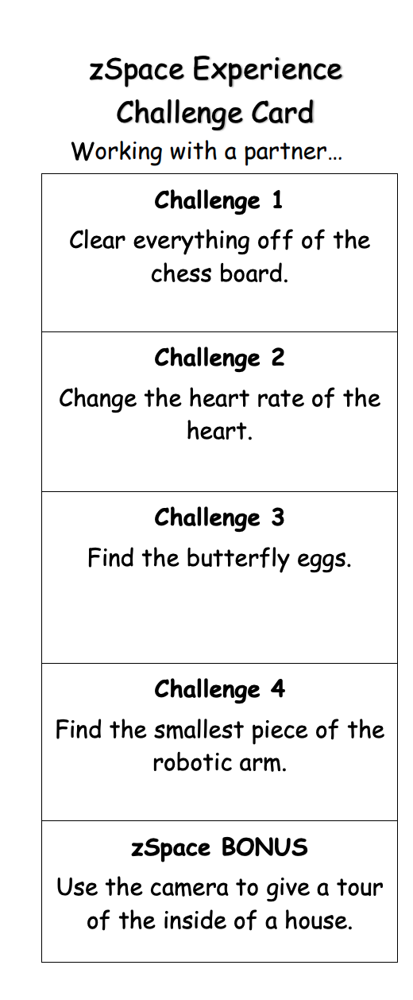 zSpace Experience
Challenge Card
Working with a partner…
Challenge 1
Clear everything off of the
chess board.
Challenge 2
Change the heart rate of the
heart.
Challenge 3
Find the butterfly eggs.
Challenge 4
Find the smallest piece of the
robotic arm.
zSpace BONUS
Use the camera to give a tour
of the inside of a house.